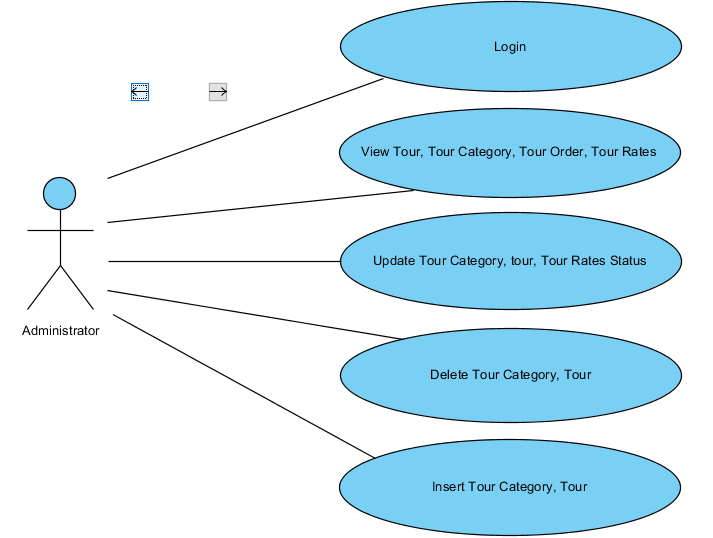 Login
View Tour, Tour Category, Tour Order, Tour Rates
Update Tour Category, tour, Tour Rates Status
Administrator
Delete Tour Category, Tour
Insert Tour Category, Tour